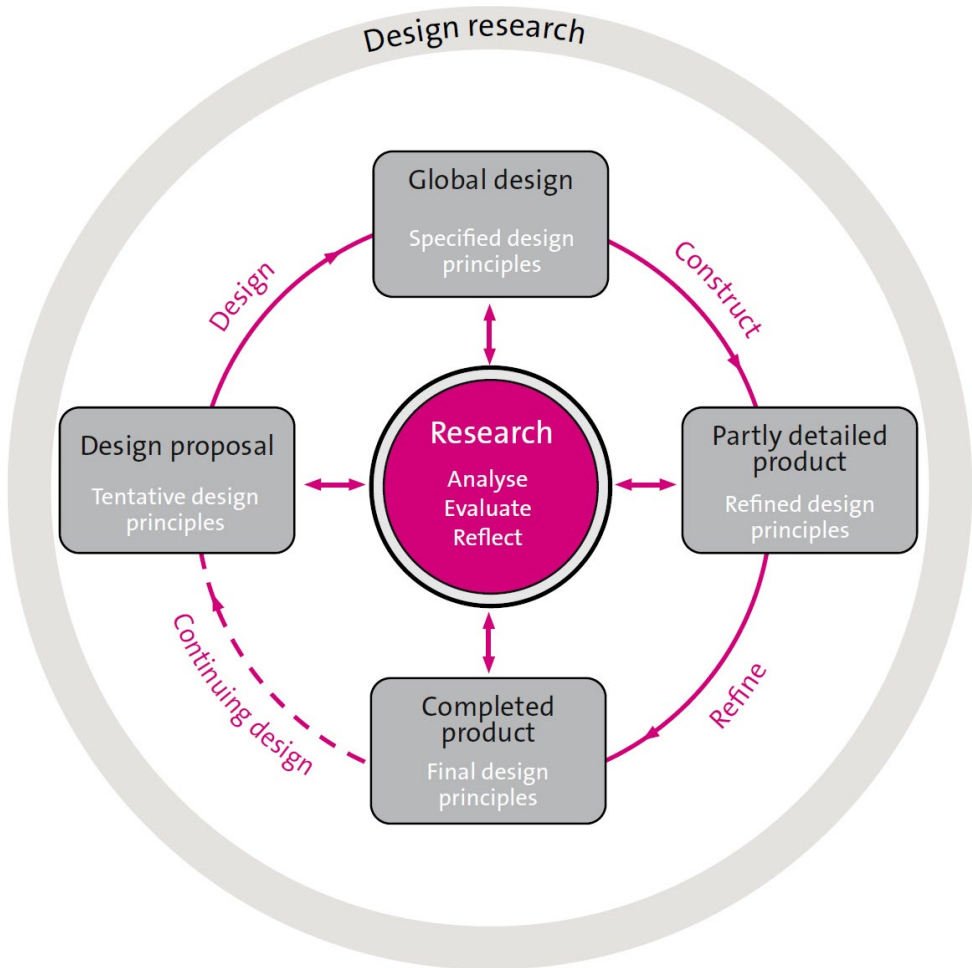 Design research
Global design
Specified design
principles
Design
Construct
Design proposal
Tentative design
principles
Research
Analyse
Evaluate
Reflect
Partly detailed
product
Refined design
principles
Continuing design
Refine
Completed
product
Final design
principles